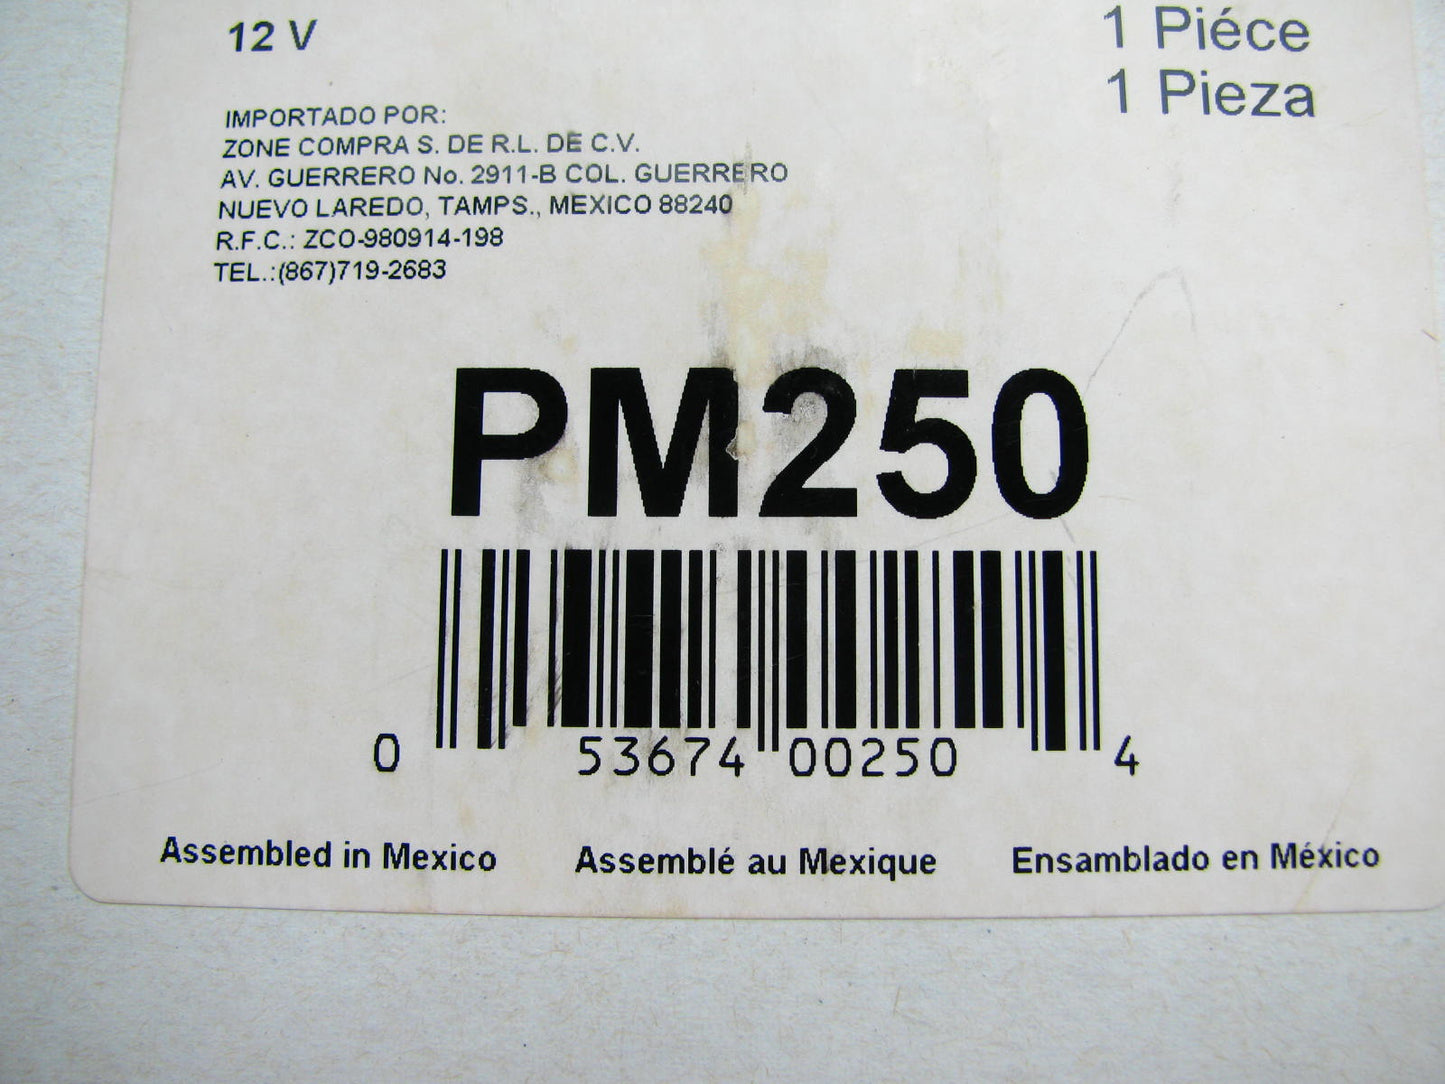 12 V
1 Piéce
1 Pieza
IMPORTADO POR:
ZONE COMPRA S. DE R.L. DE C.V.
AV. GUERRERO No. 2911-B COL. GUERRERO
NUEVO LAREDO, TAMPS., MEXICO 88240
R.F.C.: ZCO-980914-198
TEL.:(867)719-2683
PM250
0 53674 00250 4
Assembled in Mexico Assemblé au Mexique Ensamblado en México